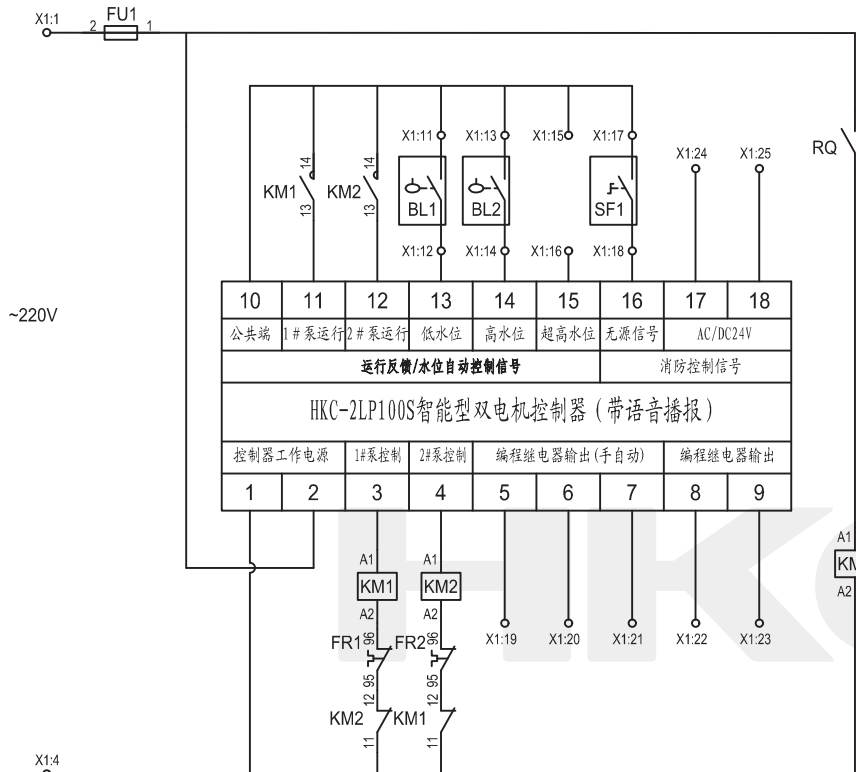 X1:1
FU1
2 1
X1:11 X1:13 X1:15 X1:17
RQ
X1:24 X1:25
14 14
KM1 KM2
13 13
BL1 BL2 SF1
X1:12 X1:14 X1:16 X1:18
~220V
10 11 12 13 14 15 16 17 18
公共端 1#泵运行 2#泵运行 低水位 高水位 超高水位 无源信号 AC/DC24V
运行反馈/水位自动控制信号 消防控制信号
HKC-2LP100S智能型双电机控制器(带语音播报)
控制器工作电源 1#泵控制 2#泵控制 编程继电器输出(手自动) 编程继电器输出
1 2 3 4 5 6 7 8 9
A1 A1 A1
KM1 KM2 KM
A2 A2 A2
96 96
FR1 FR2
X1:19 X1:20 X1:21 X1:22 X1:23
95 95
12 12
KM2 KM1
11 11
X1:4
HK